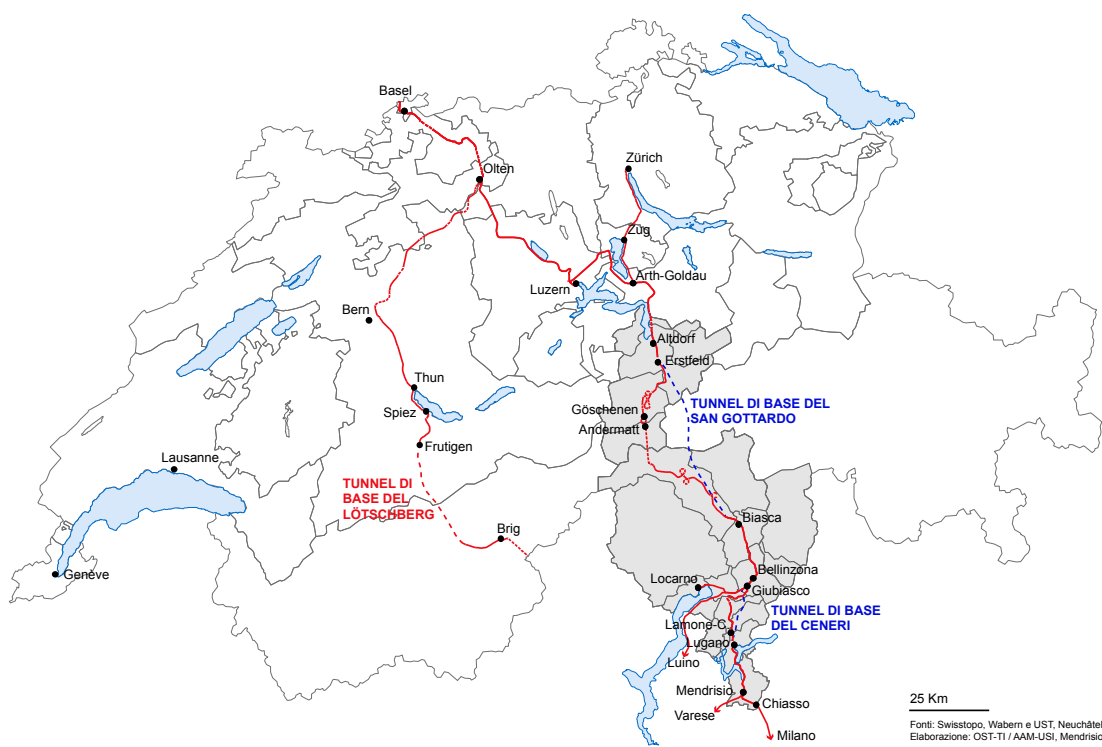 Basel
Olten
Zürich
Zug
Arth-Goldau
Luzern
Bern
Altdorf
Erstfeld
Thun
Spiez
TUNNEL DI BASE DEL
SAN GOTTARDO
Göschenen
Andermatt
Frutigen
Lausanne
TUNNEL DI
BASE DEL
LÖTSCHBERG
Biasca
Brig
Genève
Bellinzona
Locarno
Giubiasco
TUNNEL DI BASE
DEL CENERI
Lamone-C
Lugano
Luino
Mendrisio
Chiasso
Varese
Milano
25 Km
Fonti: Swisstopo, Wabern e UST, Neuchâtel
Elaborazione: OST-TI / AAM-USI, Mendrisio